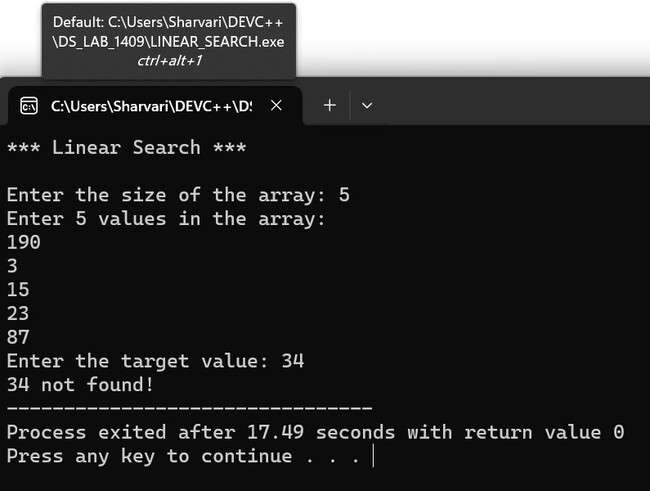 Default: C:\Users\Sharvari\DEVC++
\DS_LAB_1409\LINEAR_SEARCH.exe
ctrl+alt+1
C:\Users\Sharvari\DEVC++\DS
*** Linear Search ***
Enter the size of the array: 5
Enter 5 values in the array:
190
3
15
23
87
Enter the target value: 34
34 not found!
--------------------------------
Process exited after 17.49 seconds with return value 0
Press any key to continue . . .